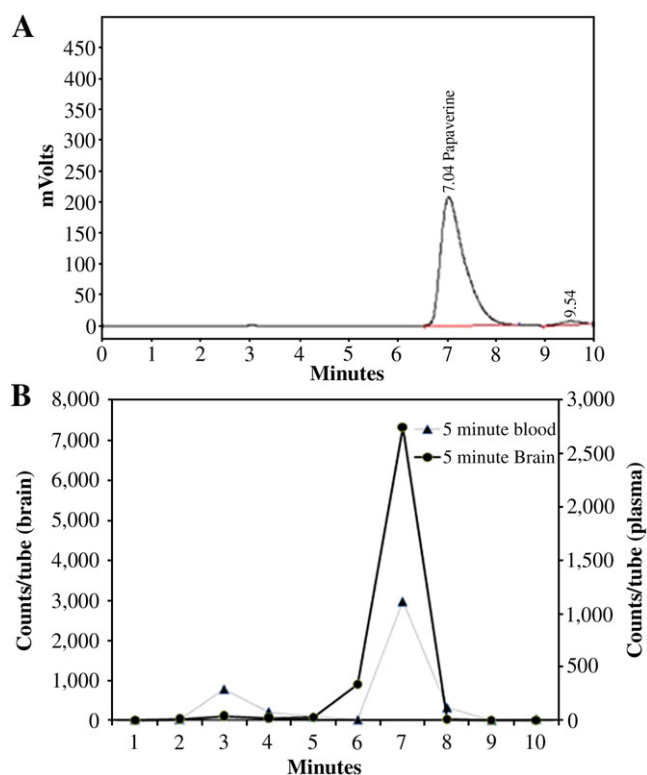 A
mVolts
450
400
350
300
250
200
150
100
50
0
7.04 Papaverine
9.54
0 1 2 3 4 5 6 7 8 9 10
Minutes
B
Counts/tube (brain)
8,000
7,000
6,000
5,000
4,000
3,000
2,000
1,000
0
5 minute blood
5 minute Brain
3,000
2,500
2,000
1,500
1,000
500
0
Counts/tube (plasma)
1 2 3 4 5 6 7 8 9 10
Minutes